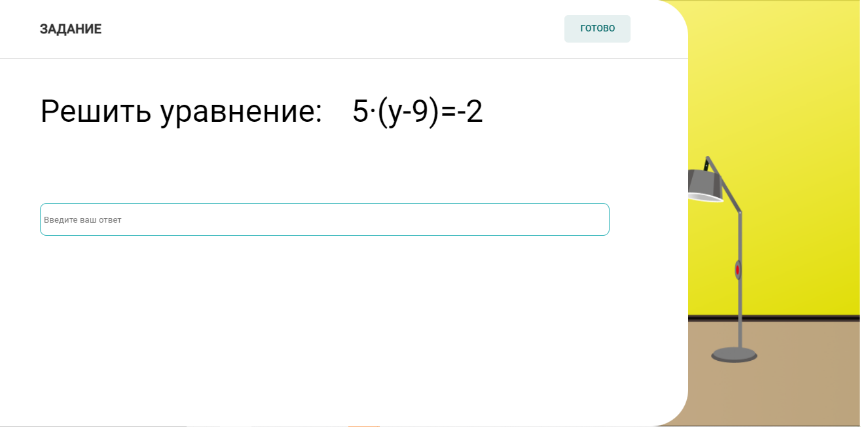 ЗАДАНИЕ
ГОТОВО
Решить уравнение: 5·(у-9)=-2
Введите ваш ответ